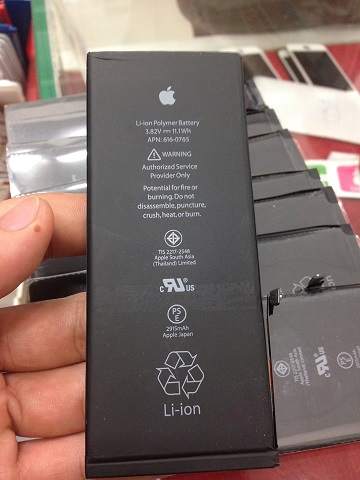 Li-ion Polymer Battery
3.82V ⎓ 11.1Wh
APN: 616-0765
WARNING
Authorized Service
Provider Only
Potential for fire or
burning. Do not
disassemble, puncture,
crush, heat, or burn.
TIS 2217-2548
Apple South Asia
(Thailand) Limited
c RU us
PS
E
2915mAh
Apple Japan
Li-ion